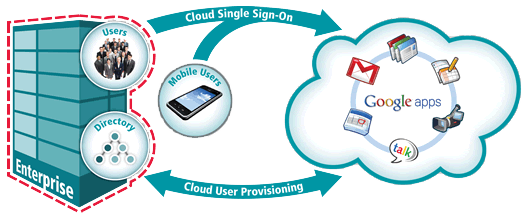 Cloud Single Sign-On
Users
Mobile Users
Google apps
talk
Directory
Enterprise
Cloud User Provisioning